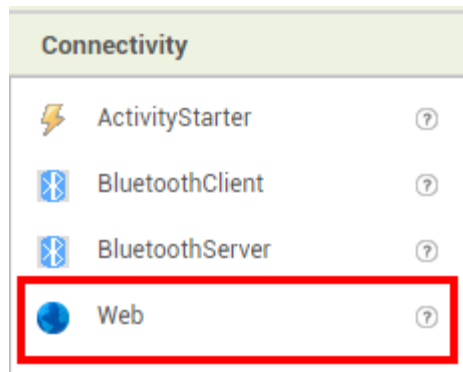 Connectivity
ActivityStarter ?
BluetoothClient ?
BluetoothServer ?
Web ?